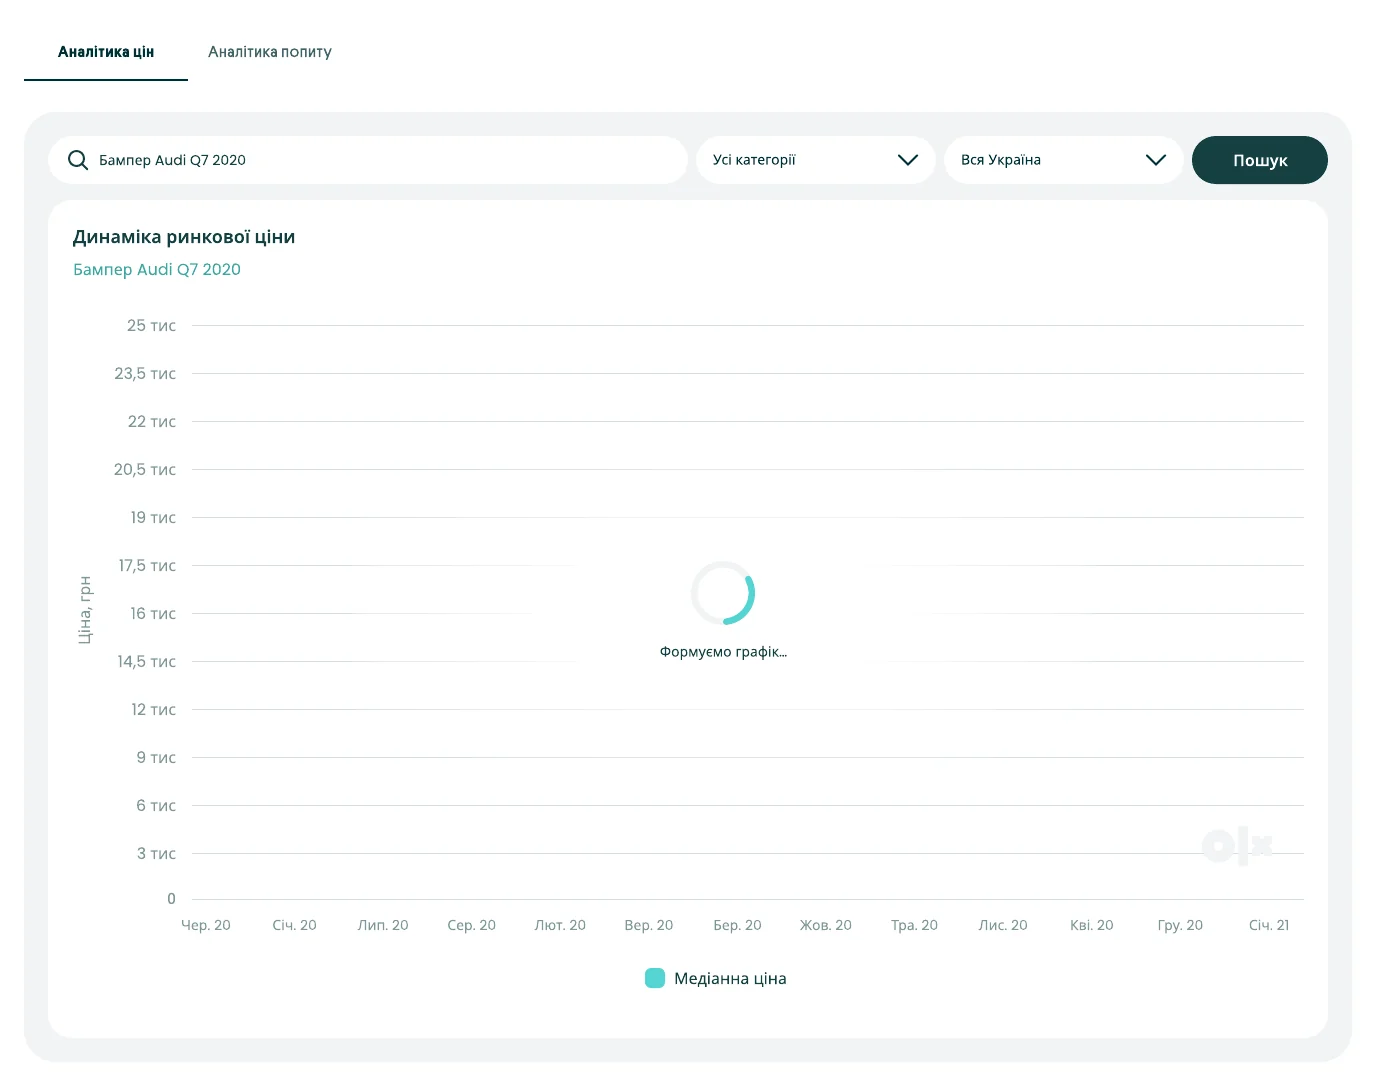 Аналітика цін
Аналітика попиту
Бампер Audi Q7 2020
Усі категорії
Вся Україна
Пошук
Динаміка ринкової ціни
Бампер Audi Q7 2020
25 тис
23,5 тис
22 тис
20,5 тис
19 тис
17,5 тис
16 тис
14,5 тис
12 тис
9 тис
6 тис
3 тис
0
Ціна, грн
Формуємо графік...
olx
Чер. 20
Січ. 20
Лип. 20
Сер. 20
Лют. 20
Вер. 20
Бер. 20
Жов. 20
Тра. 20
Лис. 20
Кві. 20
Гру. 20
Січ. 21
Медіанна ціна